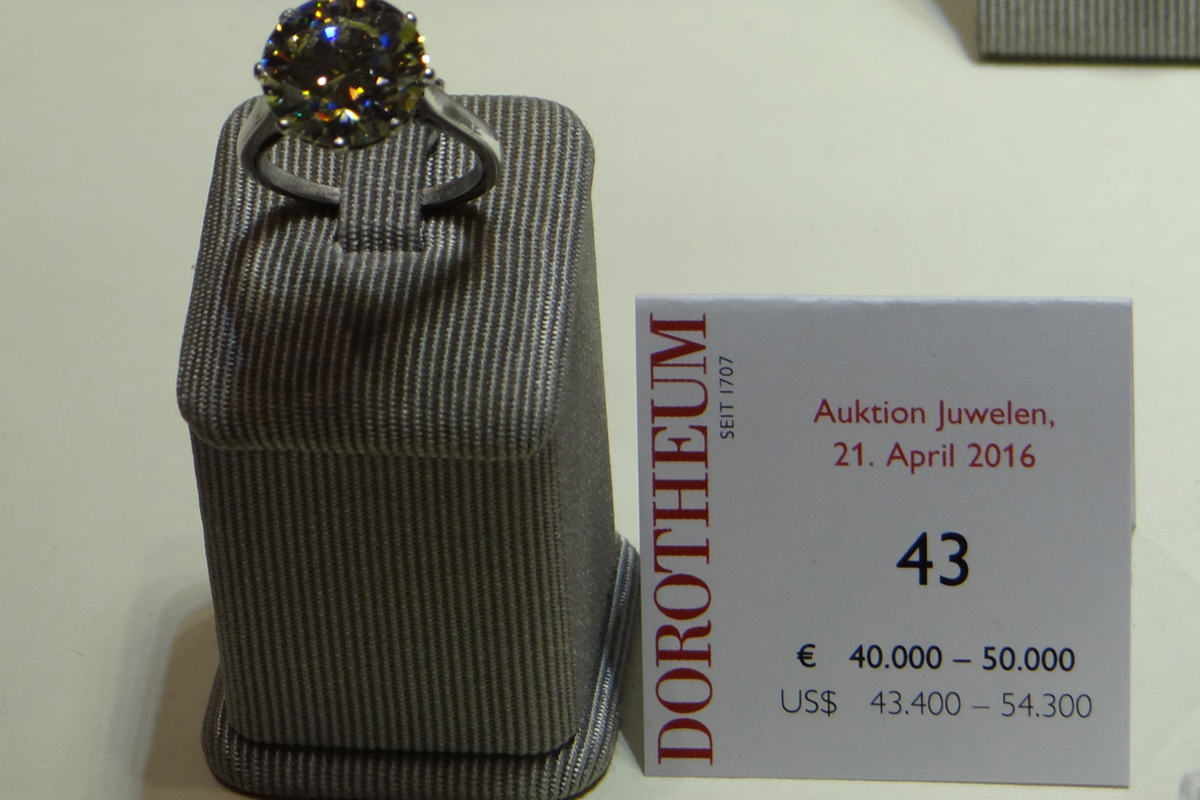 DOROTHEUM
SEIT 1707
Auktion Juwelen,
21. April 2016
43
€ 40.000 – 50.000
US$ 43.400 – 54.300